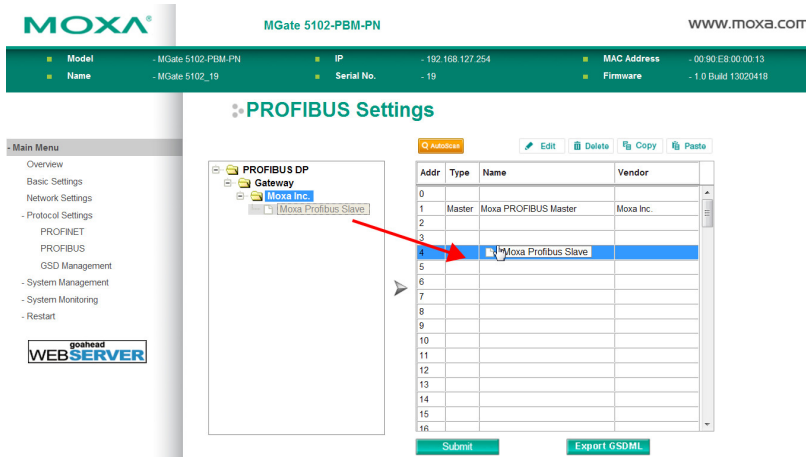 MOXA®
MGate 5102-PBM-PN
www.moxa.com
Model - MGate 5102-PBM-PN IP - 192.168.127.254 MAC Address - 00:90:E8:00:00:13
Name - MGate 5102_19 Serial No. - 19 Firmware - 1.0 Build 13020418
PROFIBUS Settings
- Main Menu
Overview
Basic Settings
Network Settings
- Protocol Settings
PROFINET
PROFIBUS
GSD Management
- System Management
- System Monitoring
- Restart
goahead
WEBSERVER
PROFIBUS DP
Gateway
Moxa Inc.
Moxa Profibus Slave
Autoscan Edit Delete Copy Paste
Addr Type Name Vendor
0
1 Master Moxa PROFIBUS Master Moxa Inc.
2
3
4 Moxa Profibus Slave
5
6
7
8
9
10
11
12
13
14
15
16
Submit Export GSDML